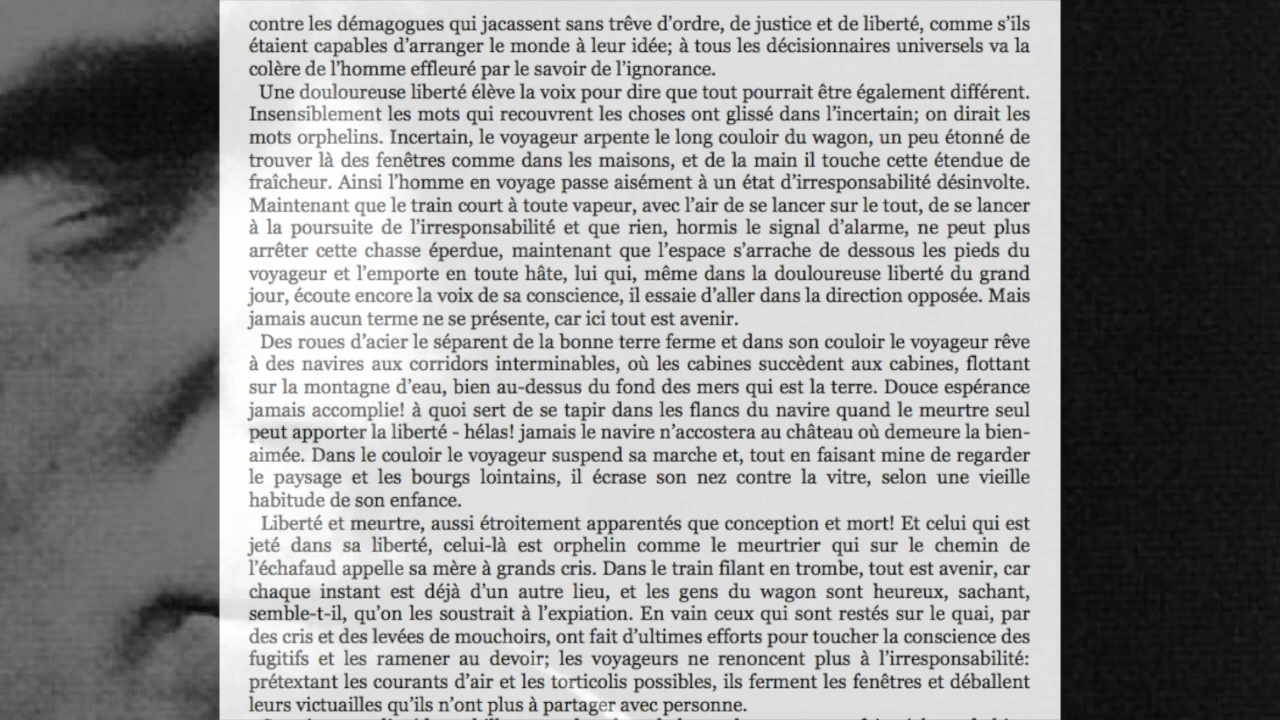 contre les démagogues qui jacassent sans trêve d’ordre, de justice et de liberté, comme s’ils
étaient capables d’arranger le monde à leur idée; à tous les décisionnaires universels va la
colère de l’homme effleuré par le savoir de l’ignorance.
Une douloureuse liberté élève la voix pour dire que tout pourrait être également différent.
Insensiblement les mots qui recouvrent les choses ont glissé dans l’incertain; on dirait les
mots orphelins. Incertain, le voyageur arpente le long couloir du wagon, un peu étonné de
trouver là des fenêtres comme dans les maisons, et de la main il touche cette étendue de
fraîcheur. Ainsi l’homme en voyage passe aisément à un état d’irresponsabilité désinvolte.
Maintenant que le train court à toute vapeur, avec l’air de se lancer sur le tout, de se lancer
à la poursuite de l’irresponsabilité et que rien, hormis le signal d’alarme, ne peut plus
arrêter cette chasse éperdue, maintenant que l’espace s’arrache de dessous les pieds du
voyageur et l’emporte en toute hâte, lui qui, même dans la douloureuse liberté du grand
jour, écoute encore la voix de sa conscience, il essaie d’aller dans la direction opposée. Mais
jamais aucun terme ne se présente, car ici tout est avenir.
Des roues d’acier le séparent de la bonne terre ferme et dans son couloir le voyageur rêve
à des navires aux corridors interminables, où les cabines succèdent aux cabines, flottant
sur la montagne d’eau, bien au-dessus du fond des mers qui est la terre. Douce espérance
jamais accomplie! à quoi sert de se tapir dans les flancs du navire quand le meurtre seul
peut apporter la liberté - hélas! jamais le navire n’accostera au château où demeure la bien-
aimée. Dans le couloir le voyageur suspend sa marche et, tout en faisant mine de regarder
le paysage et les bourgs lointains, il écrase son nez contre la vitre, selon une vieille
habitude de son enfance.
Liberté et meurtre, aussi étroitement apparentés que conception et mort! Et celui qui est
jeté dans sa liberté, celui-là est orphelin comme le meurtrier qui sur le chemin de
l’échafaud appelle sa mère à grands cris. Dans le train filant en trombe, tout est avenir, car
chaque instant est déjà d’un autre lieu, et les gens du wagon sont heureux, sachant,
semble-t-il, qu’on les soustrait à l’expiation. En vain ceux qui sont restés sur le quai, par
des cris et des levées de mouchoirs, ont fait d’ultimes efforts pour toucher la conscience des
fugitifs et les ramener au devoir; les voyageurs ne renoncent plus à l’irresponsabilité:
prétextant les courants d’air et les torticolis possibles, ils ferment les fenêtres et déballent
leurs victuailles qu’ils n’ont plus à partager avec personne.